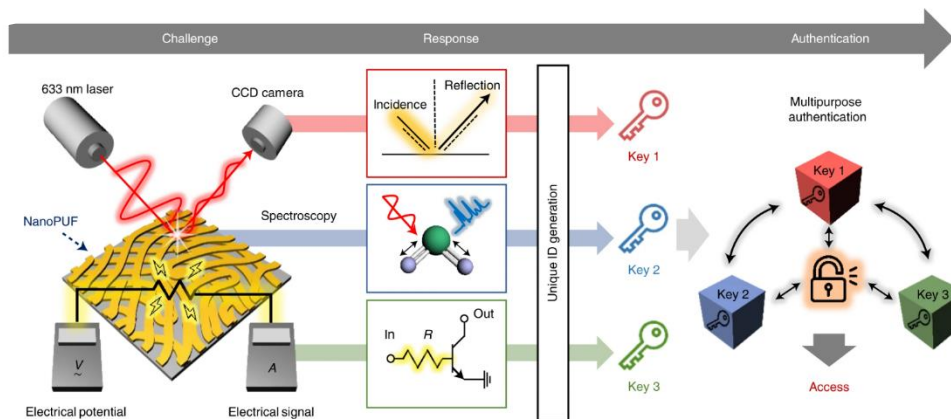 Challenge
Response
Authentication
633 nm laser
CCD camera
Incidence
Reflection
Key 1
Multipurpose
authentication
Key 1
NanoPUF
Spectroscopy
Unique ID generation
Key 2
Key 2
Key 3
In
R
Out
Key 3
V
~
A
Electrical potential
Electrical signal
Access